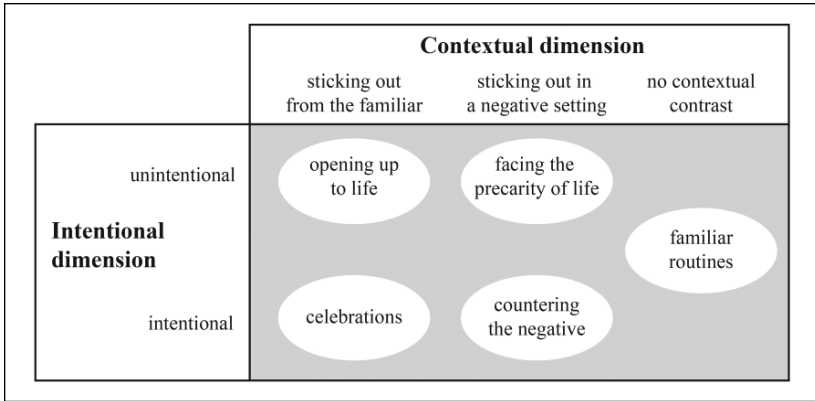 Contextual dimension
sticking out
from the familiar
sticking out in
a negative setting
no contextual
contrast
unintentional
opening up
to life
facing the
precarity of life
Intentional
dimension
familiar
routines
intentional
celebrations
countering
the negative